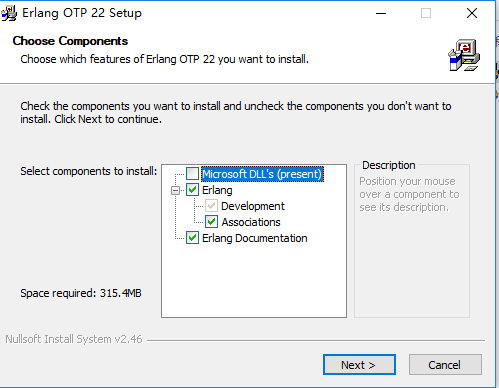 Erlang OTP 22 Setup
Choose Components
Choose which features of Erlang OTP 22 you want to install.
Check the components you want to install and uncheck the components you don't want to
install. Click Next to continue.
Select components to install:
Microsoft DLL's (present)
Erlang
Development
Associations
Erlang Documentation
Description
Position your mouse
over a component to
see its description.
Space required: 315.4MB
Nullsoft Install System v2.46
Next >
Cancel